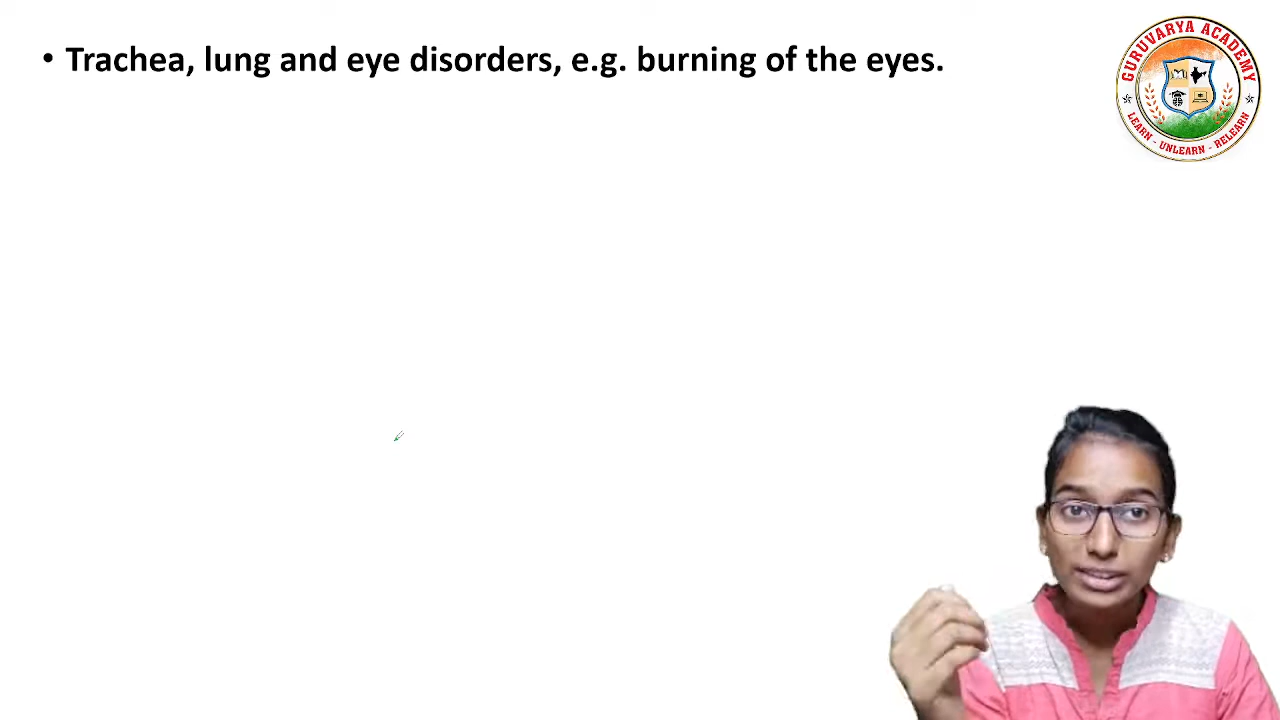 • Trachea, lung and eye disorders, e.g. burning of the eyes.
GURUVARYA ACADEMY
LEARN - UNLEARN - RELEARN